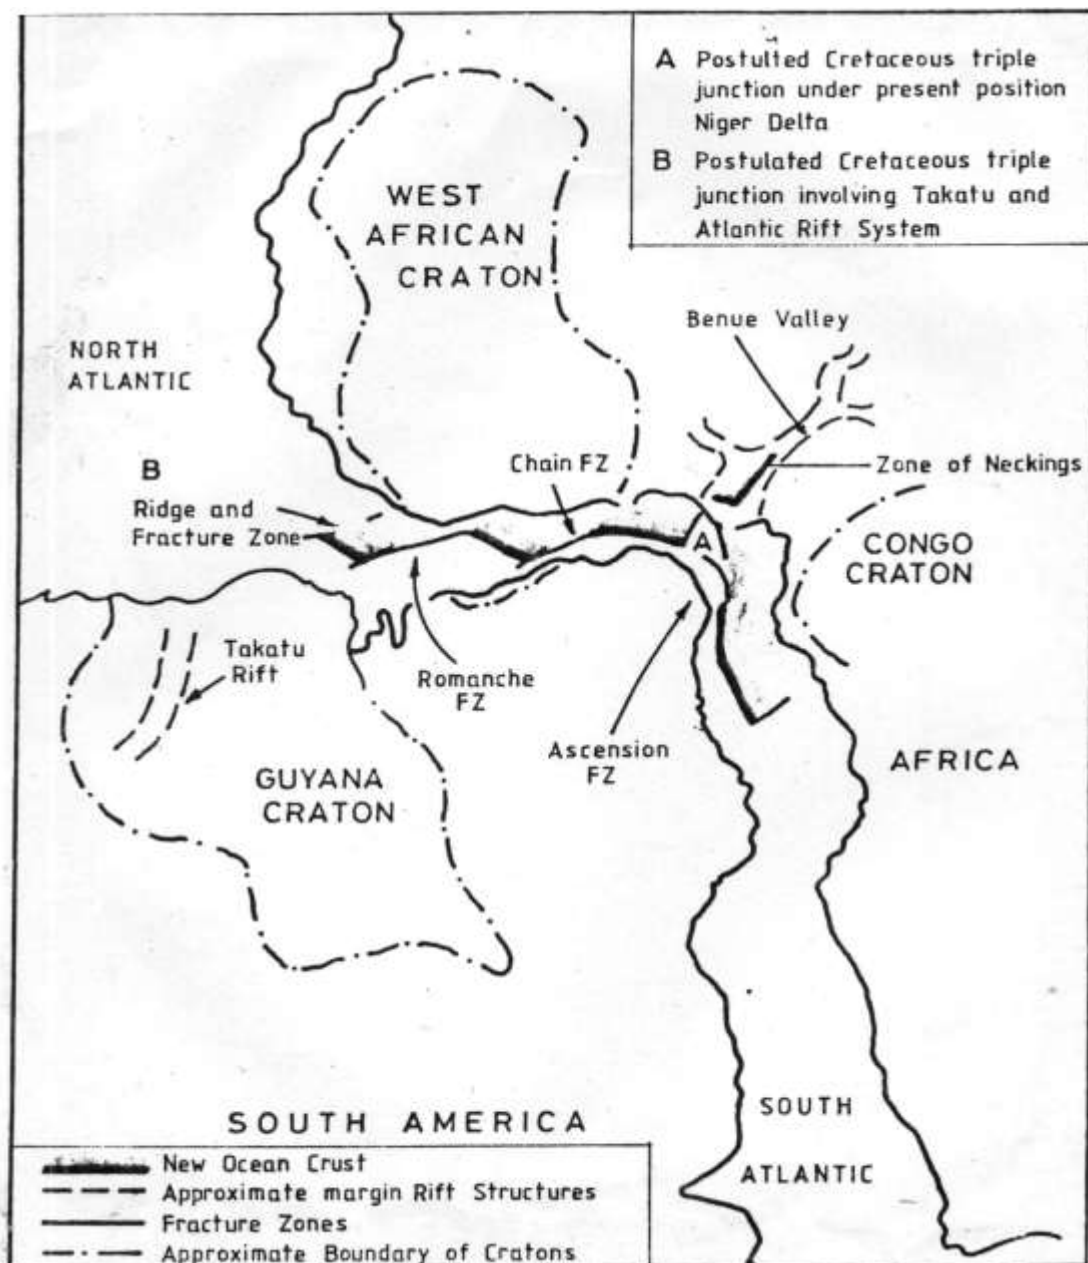 A Postulted Cretaceous triple
junction under present position
Niger Delta
B Postulated Cretaceous triple
junction involving Takatu and
Atlantic Rift System
WEST
AFRICAN
CRATON
Benue Valley
NORTH
ATLANTIC
Chain FZ
Zone of Neckings
B
Ridge and
Fracture Zone
A
CONGO
CRATON
Takatu
Rift
Romanche
FZ
Ascension
FZ
AFRICA
GUYANA
CRATON
SOUTH AMERICA
SOUTH
ATLANTIC
New Ocean Crust
Approximate margin Rift Structures
Fracture Zones
Approximate Boundary of Cratons